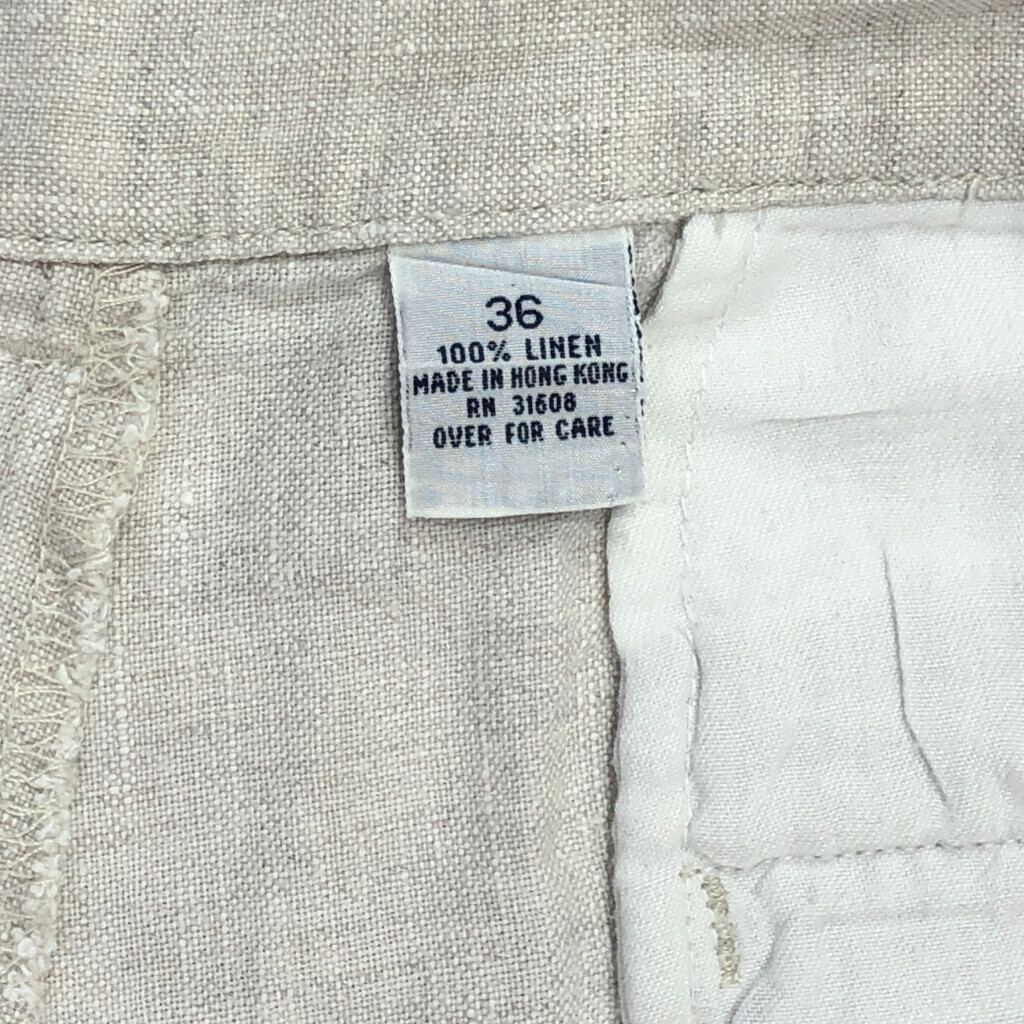 36
100% LINEN
MADE IN HONG KONG
RN 31608
OVER FOR CARE